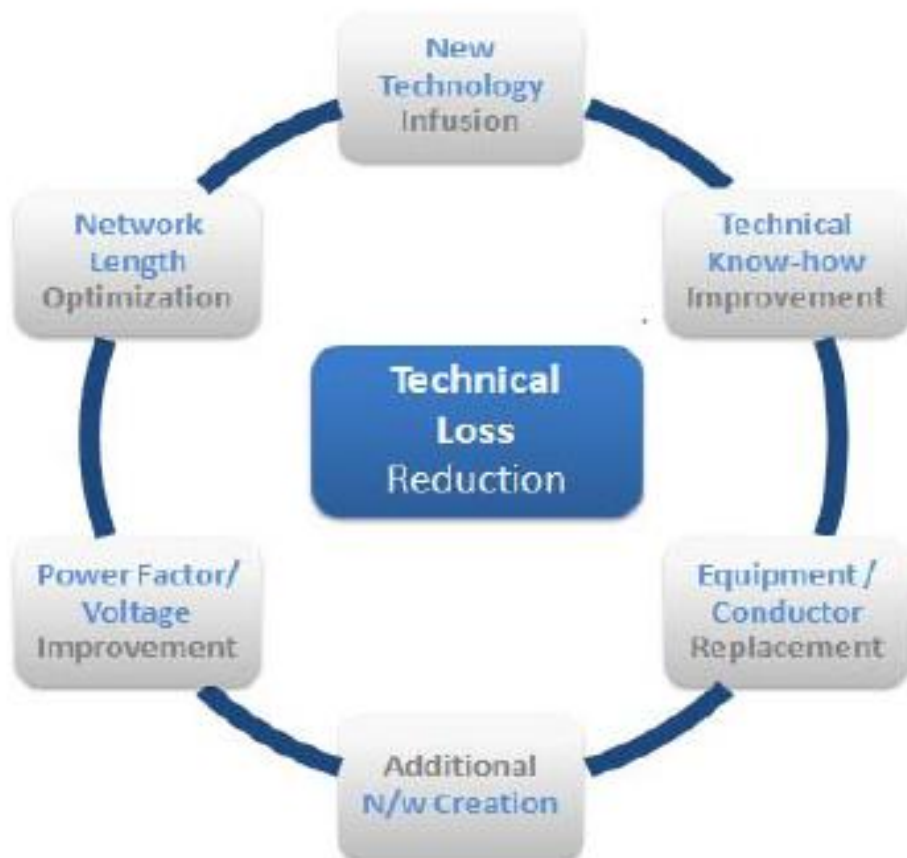 New
Technology
Infusion
Technical
Know-how
Improvement
Equipment /
Conductor
Replacement
Additional
N/w Creation
Power Factor/
Voltage
Improvement
Network
Length
Optimization
Technical
Loss
Reduction